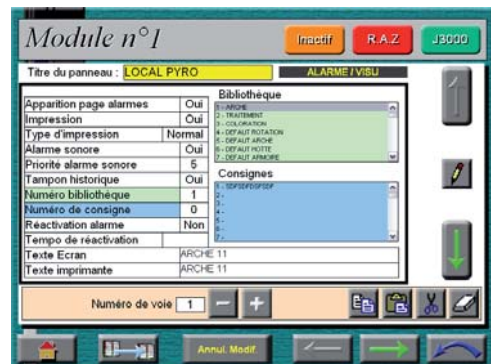 Module n°1
Inactif
R.A.Z
J3000
Titre du panneau : LOCAL PYRO
ALARME / VISU
Bibliothèque
Apparition page alarmes Oui
Impression Oui
Type d'impression Normal
Alarme sonore Oui
Priorité alarme sonore 5
Tampon historique Oui
Numéro bibliothèque 1
Numéro de consigne 0
Réactivation alarme Non
Tempo de réactivation
Texte Ecran ARCHE 11
Texte imprimante ARCHE 11
1 - ARCHE
2 - TRAITEMENT
3 - COLORATION
4 - DEFAUT ROTATION
5 - DEFAUT ARCHE
6 - DEFAUT HOTTE
7 - DEFAUT ARMOIRE
Consignes
1 - SDFSDFDSFSDF
2 -
3 -
4 -
5 -
6 -
7 -
Numéro de voie 1
Annul. Modif.